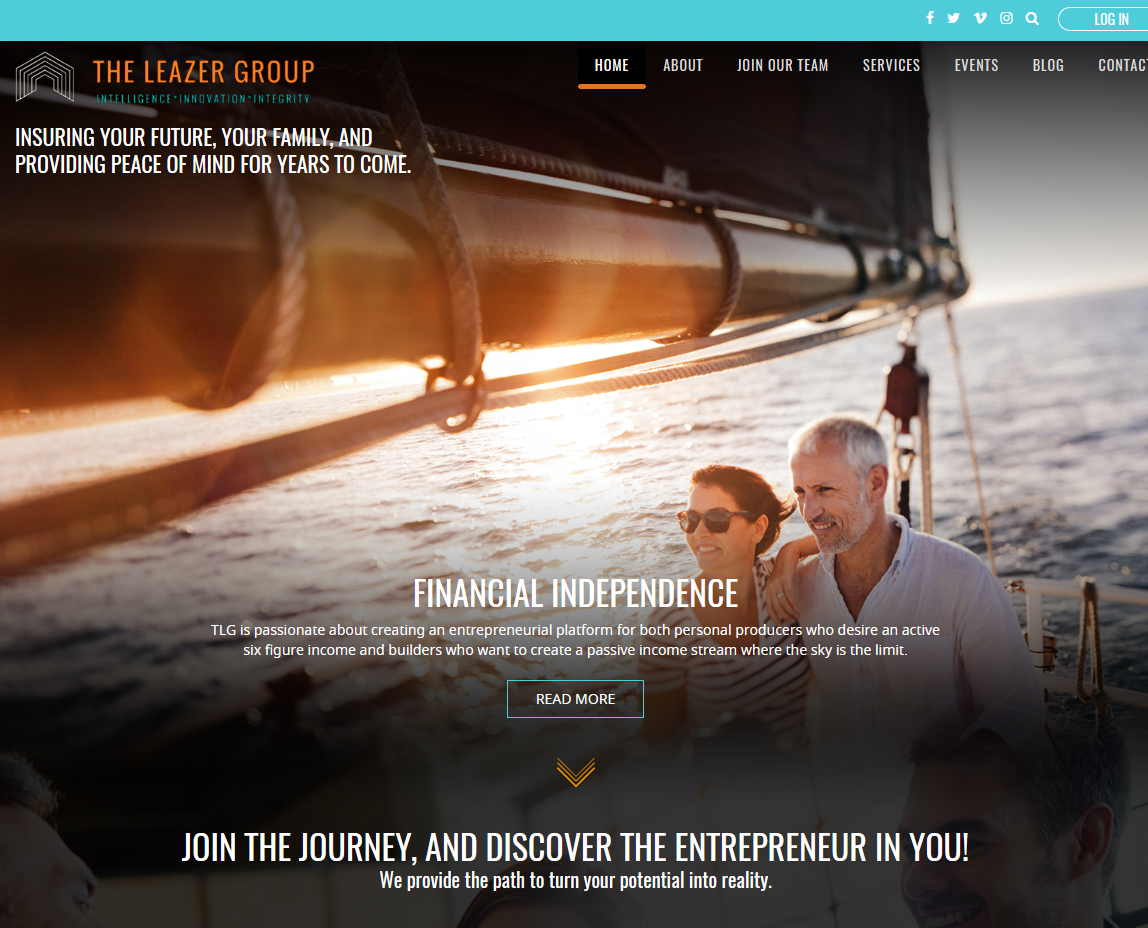 LOG IN
THE LEAZER GROUP
INTELLIGENCE*INNOVATION*INTEGRITY
HOME ABOUT JOIN OUR TEAM SERVICES EVENTS BLOG CONTACT
INSURING YOUR FUTURE, YOUR FAMILY, AND
PROVIDING PEACE OF MIND FOR YEARS TO COME.
FINANCIAL INDEPENDENCE
TLG is passionate about creating an entrepreneurial platform for both personal producers who desire an active
six figure income and builders who want to create a passive income stream where the sky is the limit.
READ MORE
JOIN THE JOURNEY, AND DISCOVER THE ENTREPRENEUR IN YOU!
We provide the path to turn your potential into reality.